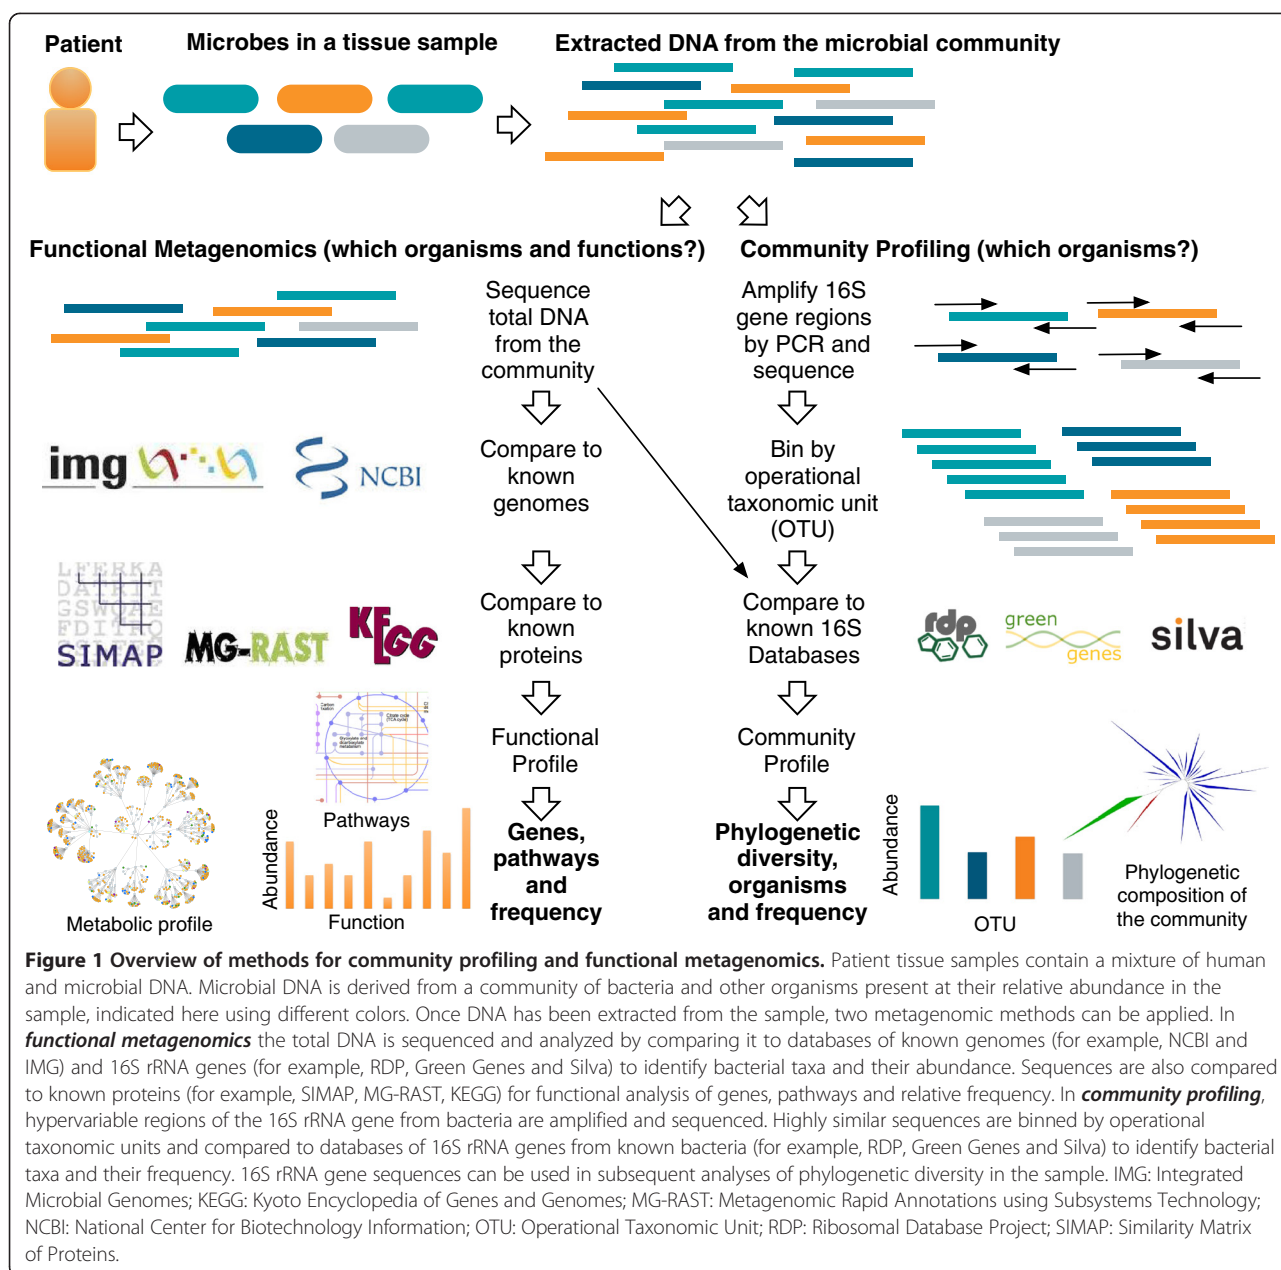 Patient
Microbes in a tissue sample
Extracted DNA from the microbial community
Functional Metagenomics (which organisms and functions?)
Community Profiling (which organisms?)
Sequence
total DNA
from the
community
Amplify 16S
gene regions
by PCR and
sequence
img
NCBI
Compare to
known
genomes
Bin by
operational
taxonomic unit
(OTU)
LFERKA
DATRIT
GSWQAE
FDITRQ
SIMAP
MG-RAST
KEGG
Compare to
known
proteins
Compare to
known 16S
Databases
rdp
green
genes
silva
Citrate cycle
(TCA cycle)
Glyoxylate and
dicarboxylate
metabolism
Pathways
Functional
Profile
Community
Profile
Metabolic profile
Abundance
Function
Genes,
pathways
and
frequency
Phylogenetic
diversity,
organisms
and frequency
Abundance
OTU
Phylogenetic
composition of
the community
Figure 1 Overview of methods for community profiling and functional metagenomics. Patient tissue samples contain a mixture of human
and microbial DNA. Microbial DNA is derived from a community of bacteria and other organisms present at their relative abundance in the
sample, indicated here using different colors. Once DNA has been extracted from the sample, two metagenomic methods can be applied. In
functional metagenomics the total DNA is sequenced and analyzed by comparing it to databases of known genomes (for example, NCBI and
IMG) and 16S rRNA genes (for example, RDP, Green Genes and Silva) to identify bacterial taxa and their abundance. Sequences are also compared
to known proteins (for example, SIMAP, MG-RAST, KEGG) for functional analysis of genes, pathways and relative frequency. In community profiling,
hypervariable regions of the 16S rRNA gene from bacteria are amplified and sequenced. Highly similar sequences are binned by operational
taxonomic units and compared to databases of 16S rRNA genes from known bacteria (for example, RDP, Green Genes and Silva) to identify bacterial
taxa and their frequency. 16S rRNA gene sequences can be used in subsequent analyses of phylogenetic diversity in the sample. IMG: Integrated
Microbial Genomes; KEGG: Kyoto Encyclopedia of Genes and Genomes; MG-RAST: Metagenomic Rapid Annotations using Subsystems Technology;
NCBI: National Center for Biotechnology Information; OTU: Operational Taxonomic Unit; RDP: Ribosomal Database Project; SIMAP: Similarity Matrix
of Proteins.